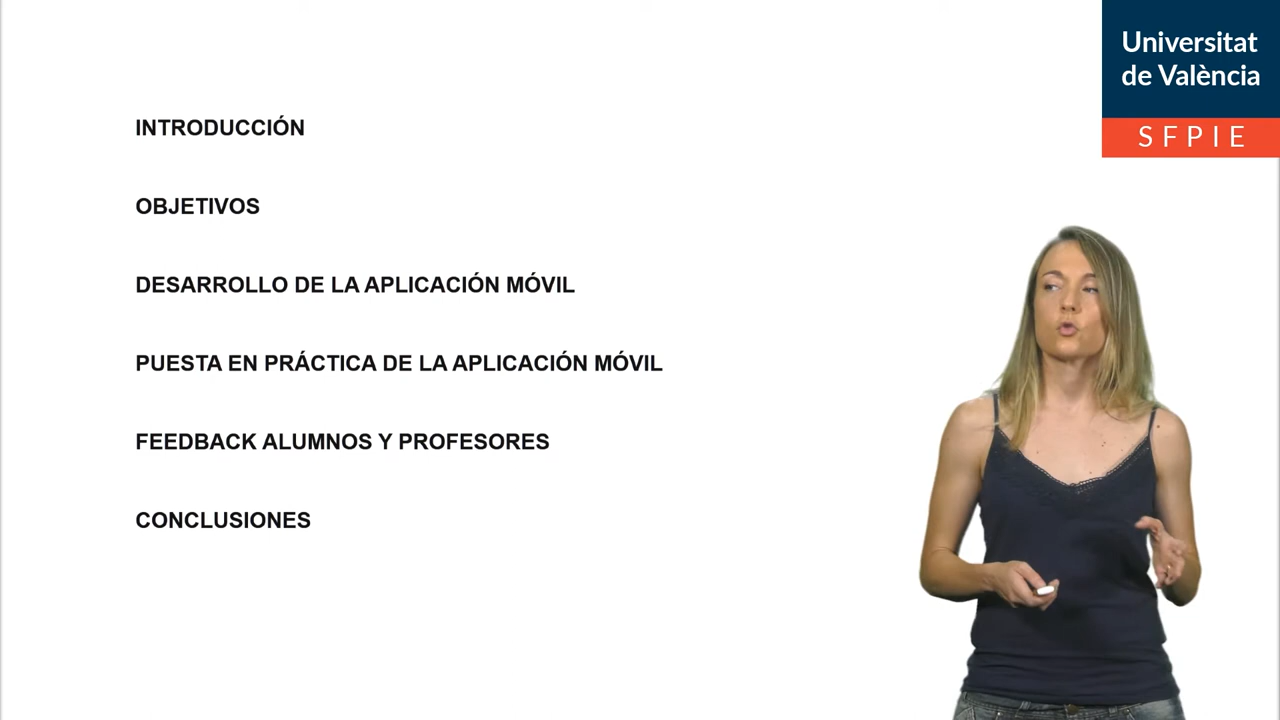 Universitat
de València
SFPIE
INTRODUCCIÓN
OBJETIVOS
DESARROLLO DE LA APLICACIÓN MÓVIL
PUESTA EN PRÁCTICA DE LA APLICACIÓN MÓVIL
FEEDBACK ALUMNOS Y PROFESORES
CONCLUSIONES